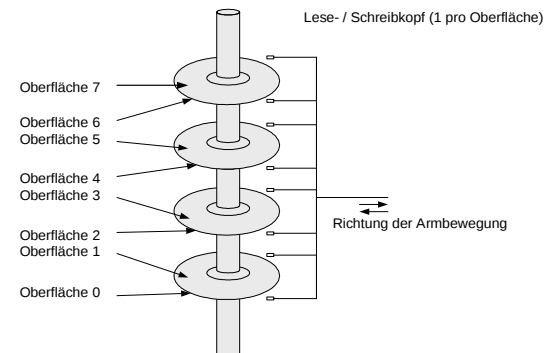 Lese- / Schreibkopf (1 pro Oberfläche)
Oberfläche 7
Oberfläche 6
Oberfläche 5
Oberfläche 4
Oberfläche 3
Oberfläche 2
Oberfläche 1
Oberfläche 0
Richtung der Armbewegung